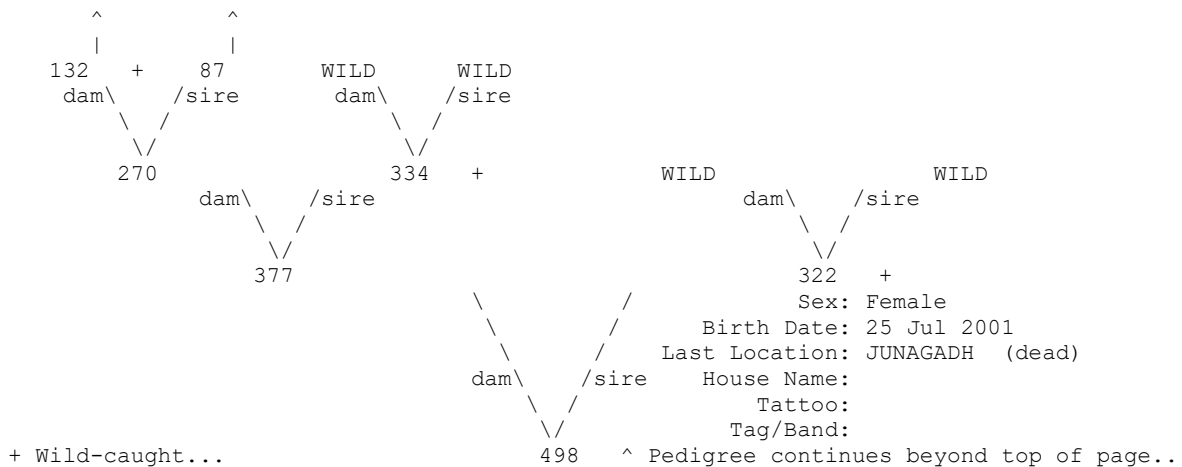 ^ ^
| |
132 + 87 WILD WILD
dam\ /sire dam\ /sire
\ / \ /
\/ \/
270 334 + WILD WILD
dam\ /sire dam\ /sire
\ / \ /
\/ \/
377 322 +
\ / Sex: Female
\ / Birth Date: 25 Jul 2001
\ / Last Location: JUNAGADH (dead)
dam\ /sire House Name:
\ / Tattoo:
\/ Tag/Band:
+ Wild-caught... 498 ^ Pedigree continues beyond top of page..